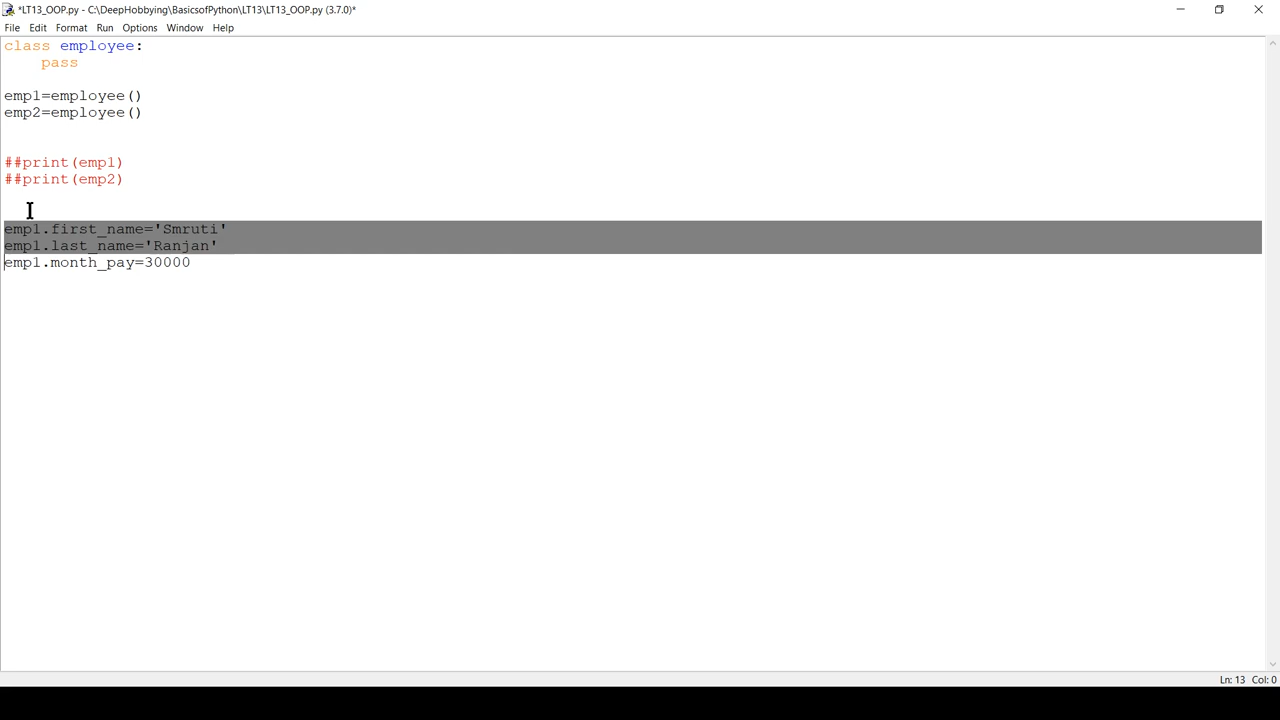 *LT13_OOP.py - C:\DeepHobbying\BasicsofPython\LT13\LT13_OOP.py (3.7.0)*
File Edit Format Run Options Window Help
class employee:
    pass
emp1=employee()
emp2=employee()
##print(emp1)
##print(emp2)
emp1.first_name='Smruti'
emp1.last_name='Ranjan'
emp1.month_pay=30000
Ln: 13 Col: 0